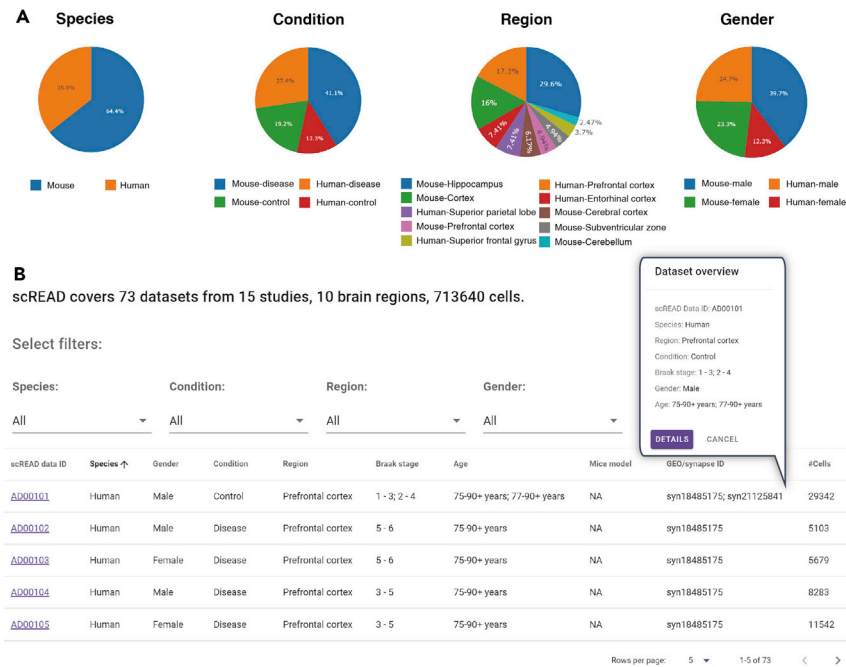 A
Species
Condition
Region
Gender
35.6%
64.4%
27.4%
41.1%
19.2%
12.3%
17.3%
29.6%
16%
2.47%
3.7%
7.41%
7.41%
6.17%
4.94%
4.94%
24.7%
39.7%
23.3%
12.3%
Mouse
Human
Mouse-disease
Human-disease
Mouse-control
Human-control
Mouse-Hippocampus
Human-Prefrontal cortex
Mouse-Cortex
Human-Entorhinal cortex
Human-Superior parietal lobe
Mouse-Cerebral cortex
Mouse-Prefrontal cortex
Mouse-Subventricular zone
Human-Superior frontal gyrus
Mouse-Cerebellum
Mouse-male
Human-male
Mouse-female
Human-female
B
scREAD covers 73 datasets from 15 studies, 10 brain regions, 713640 cells.
Dataset overview
scREAD Data ID: AD00101
Species: Human
Region: Prefrontal cortex
Condition: Control
Braak stage: 1 - 3; 2 - 4
Gender: Male
Age: 75-90+ years; 77-90+ years
DETAILS CANCEL
Select filters:
Species: Condition: Region: Gender:
All All All All
scREAD data ID Species ↑ Gender Condition Region Braak stage Age Mice model GEO/synapse ID #Cells
AD00101 Human Male Control Prefrontal cortex 1 - 3; 2 - 4 75-90+ years; 77-90+ years NA syn18485175; syn21125841 29342
AD00102 Human Male Disease Prefrontal cortex 5 - 6 75-90+ years NA syn18485175 5103
AD00103 Human Female Disease Prefrontal cortex 5 - 6 75-90+ years NA syn18485175 5679
AD00104 Human Male Disease Prefrontal cortex 3 - 5 75-90+ years NA syn18485175 8283
AD00105 Human Female Disease Prefrontal cortex 3 - 5 75-90+ years NA syn18485175 11542
Rows per page: 5 1-5 of 73